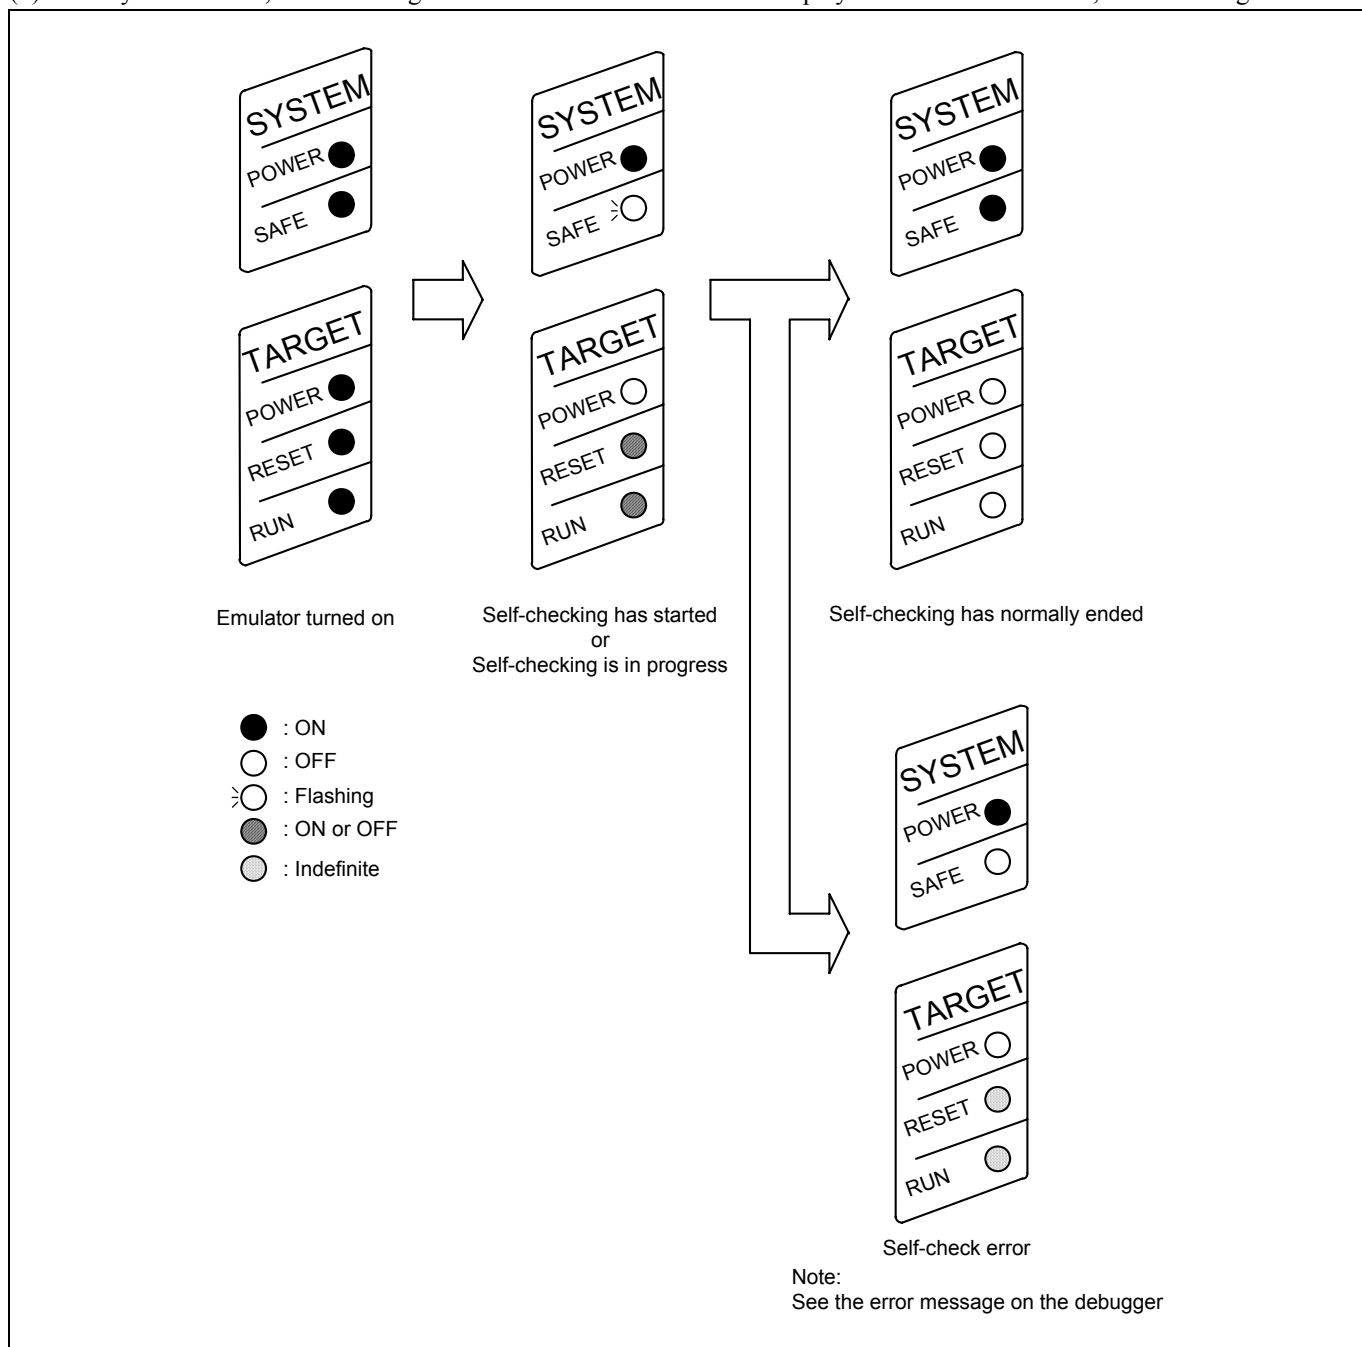 SYSTEM
POWER
SAFE
TARGET
POWER
RESET
RUN
Emulator turned on
SYSTEM
POWER
SAFE
TARGET
POWER
RESET
RUN
Self-checking has started
or
Self-checking is in progress
SYSTEM
POWER
SAFE
TARGET
POWER
RESET
RUN
Self-checking has normally ended
: ON
: OFF
: Flashing
: ON or OFF
: Indefinite
SYSTEM
POWER
SAFE
TARGET
POWER
RESET
RUN
Self-check error
Note:
See the error message on the debugger